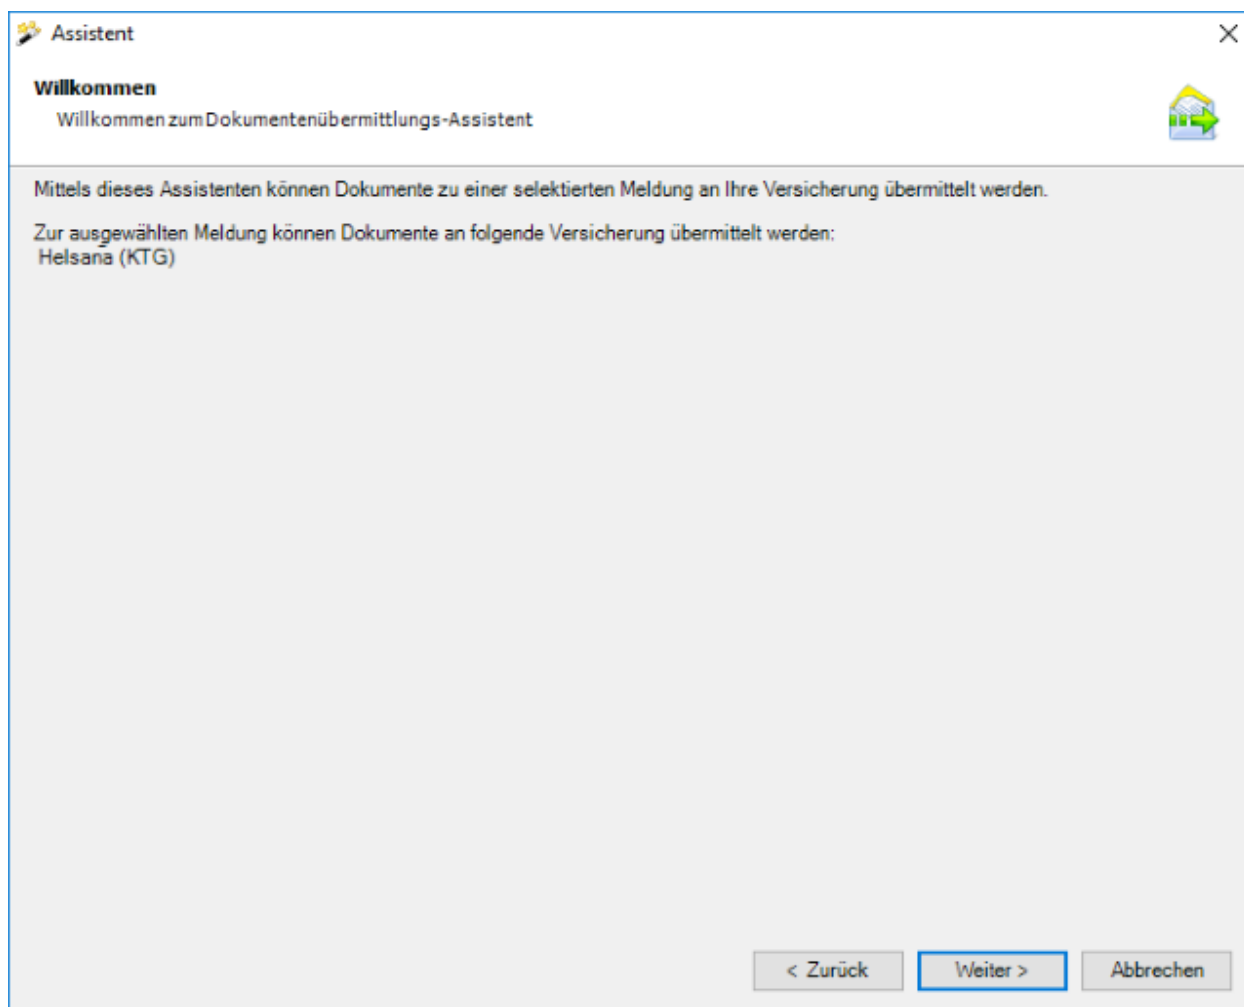 Assistent
Willkommen
Willkommen zum Dokumentenübermittlungs-Assistent
Mittels dieses Assistenten können Dokumente zu einer selektierten Meldung an Ihre Versicherung übermittelt werden.
Zur ausgewählten Meldung können Dokumente an folgende Versicherung übermittelt werden:
Helsana (KTG)
< Zurück
Weiter >
Abbrechen